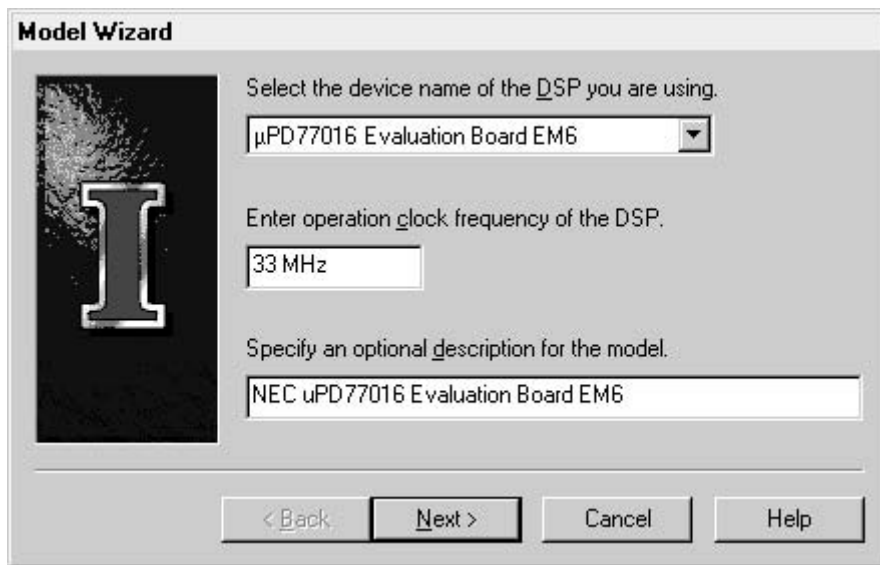 Model Wizard
Select the device name of the DSP you are using.
µPD77016 Evaluation Board EM6
Enter operation clock frequency of the DSP.
33 MHz
Specify an optional description for the model.
NEC uPD77016 Evaluation Board EM6
I
< Back Next > Cancel Help